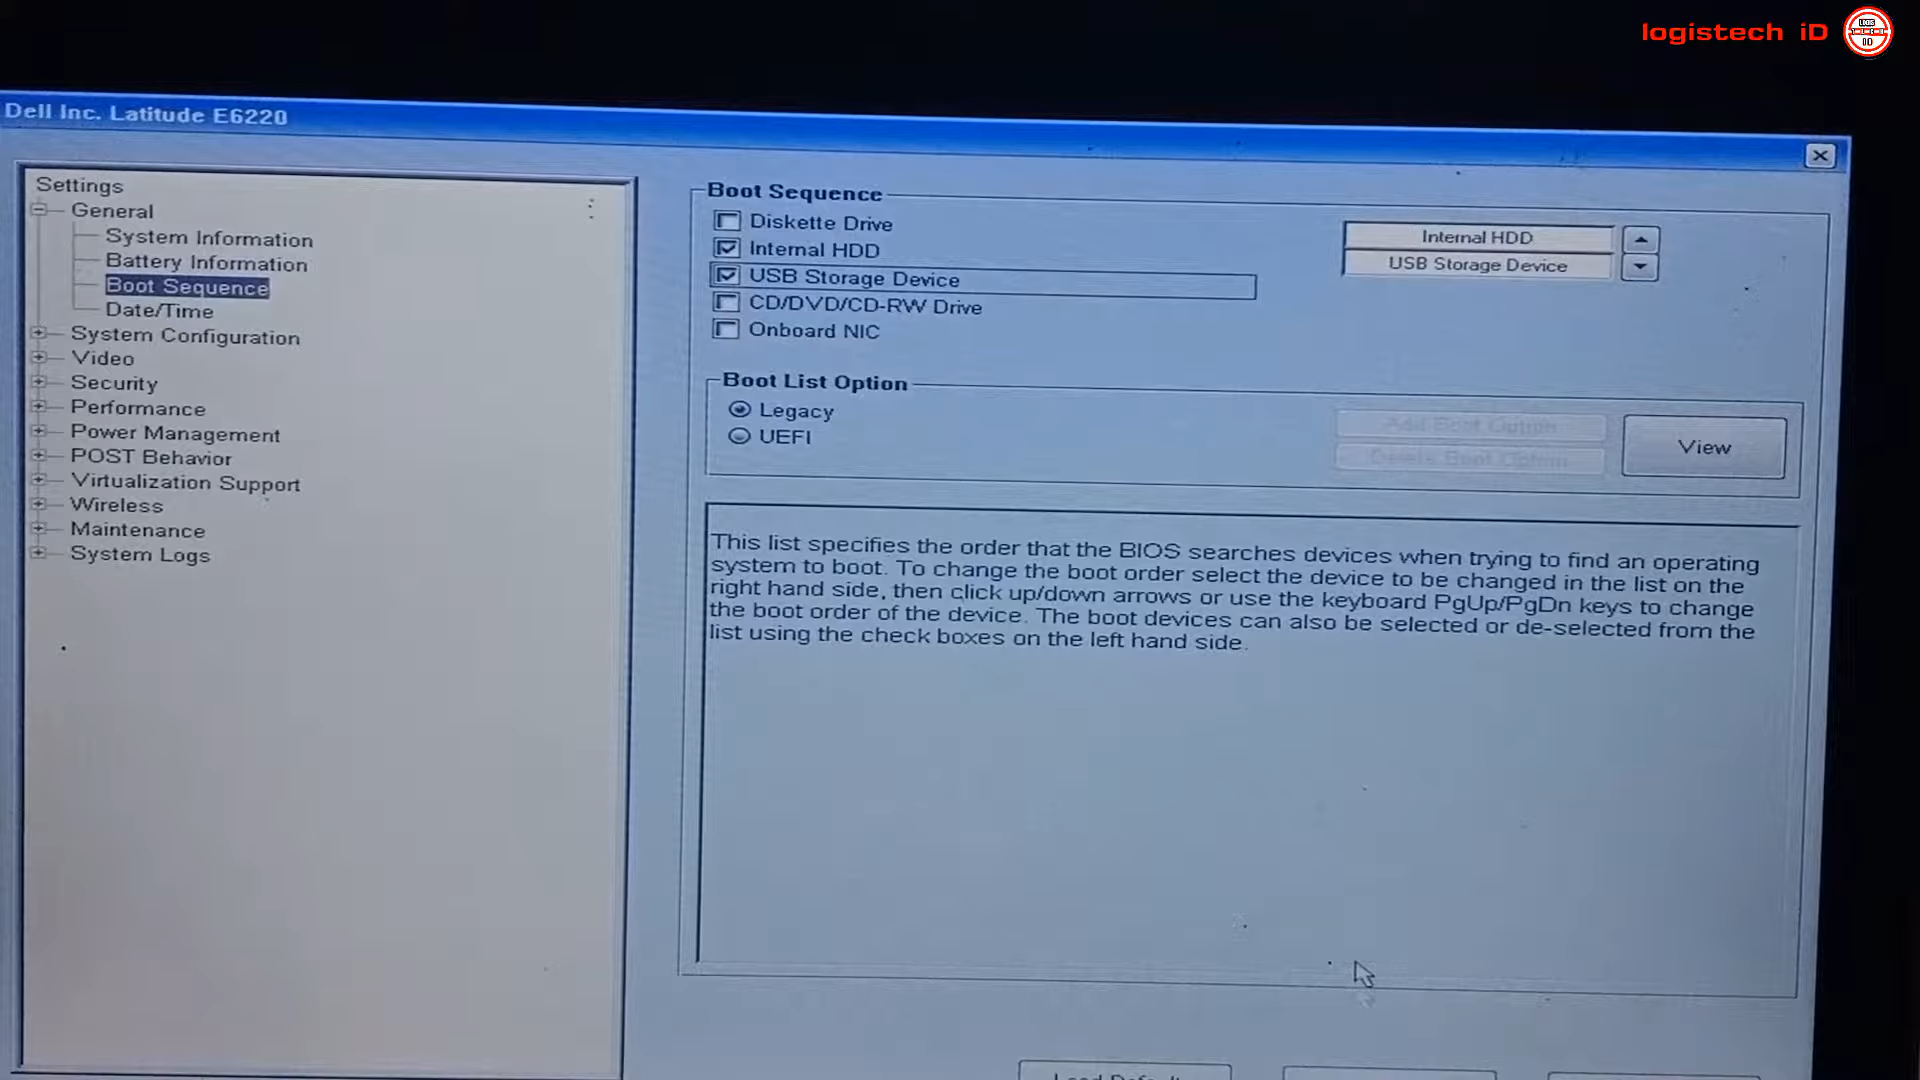 logistech iD
Dell Inc. Latitude E6220
Settings
General
System Information
Battery Information
Boot Sequence
Date/Time
System Configuration
Video
Security
Performance
Power Management
POST Behavior
Virtualization Support
Wireless
Maintenance
System Logs
Boot Sequence
Diskette Drive
Internal HDD
USB Storage Device
CD/DVD/CD-RW Drive
Onboard NIC
Internal HDD
USB Storage Device
Boot List Option
Legacy
UEFI
Add Boot Option
Delete Boot Option
View
This list specifies the order that the BIOS searches devices when trying to find an operating
system to boot. To change the boot order select the device to be changed in the list on the
right hand side, then click up/down arrows or use the keyboard PgUp/PgDn keys to change
the boot order of the device. The boot devices can also be selected or de-selected from the
list using the check boxes on the left hand side.